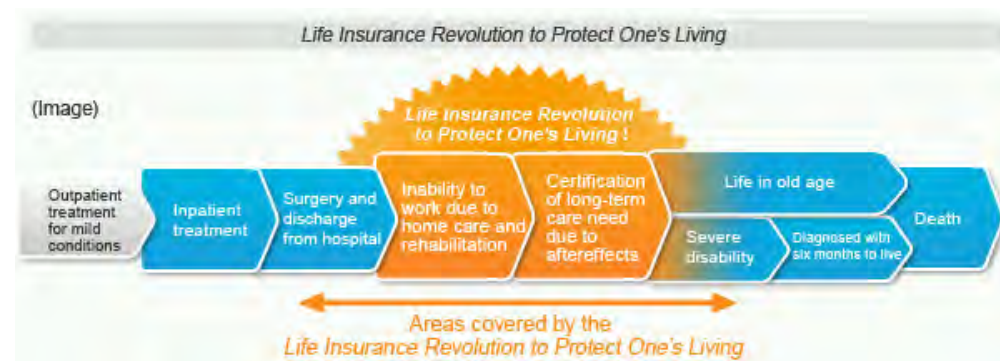 Life Insurance Revolution to Protect One's Living
(Image)
Life Insurance Revolution
to Protect One's Living !
Outpatient
treatment
for mild
conditions
Inpatient
treatment
Surgery and
discharge
from hospital
Inability to
work due to
home care and
rehabilitation
Certification
of long-term
care need
due to
aftereffects
Life in old age
Severe
disability
Diagnosed with
six months to live
Death
Areas covered by the
Life Insurance Revolution to Protect One's Living